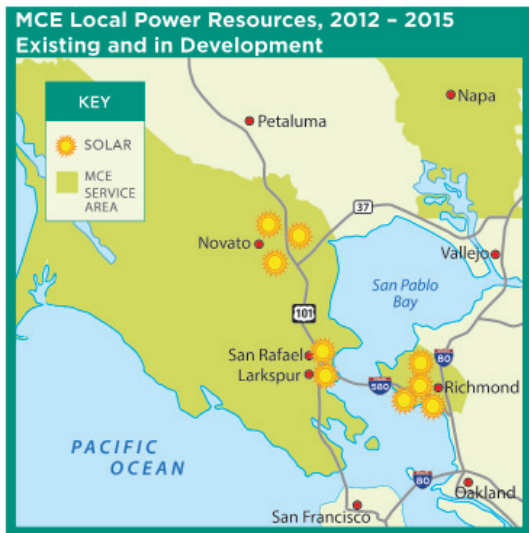 MCE Local Power Resources, 2012 – 2015
Existing and in Development
KEY
SOLAR
MCE
SERVICE
AREA
Napa
Petaluma
37
Novato
Vallejo
San Pablo
Bay
101
San Rafael
Larkspur
80
580
Richmond
PACIFIC
OCEAN
80
Oakland
San Francisco